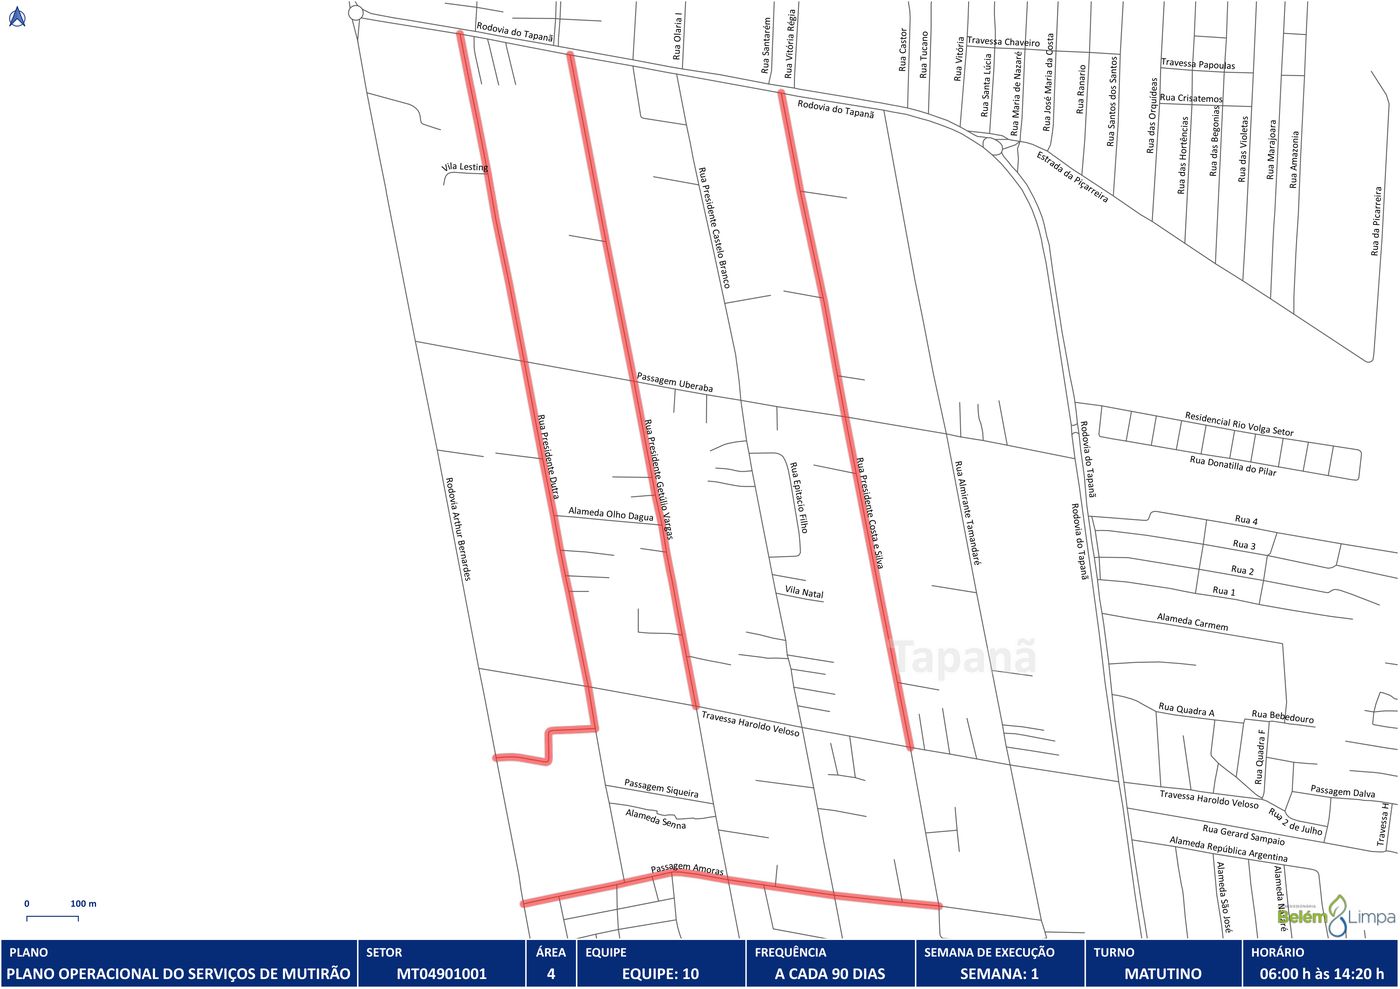 Rodovia do Tapanã
Rua Olaria I
Rua Santarém
Rua Vitória Régia
Rua Castor
Rua Tucano
Rua Vitória
Travessa Chaveiro
Rua Santa Lúcia
Rua Maria de Nazaré
Rua José Maria da Costa
Rua Ranario
Rua Santos dos Santos
Travessa Papoulas
Rua Crisatemos
Rua das Orquídeas
Rua das Hortências
Rua das Begonias
Rua das Violetas
Rua Marajoara
Rua Amazonia
Rua da Picarreira
Rodovia do Tapanã
Estrada da Piçarreira
Vila Lesting
Rua Presidente Castelo Branco
Passagem Uberaba
Rua Presidente Dutra
Rua Presidente Getúlio Vargas
Rua Epitacio Filho
Rua Presidente Costa e Silva
Rua Almirante Tamandaré
Rodovia do Tapanã
Residencial Rio Volga Setor
Rua Donatilla do Pilar
Rodovia Arthur Bernardes
Alameda Olho Dagua
Rodovia do Tapanã
Rua 4
Rua 3
Rua 2
Rua 1
Vila Natal
Alameda Carmem
Tapanã
Travessa Haroldo Veloso
Rua Quadra A
Rua Bebedouro
Rua Quadra F
Passagem Siqueira
Alameda Senna
Passagem Dalva
Travessa Haroldo Veloso
Rua 2 de Julho
Travessa H
Rua Gerard Sampaio
Alameda República Argentina
Passagem Amoras
Alameda São José
0 100 m
Belém Limpa
PLANO
PLANO OPERACIONAL DO SERVIÇOS DE MUTIRÃO
SETOR
MT04901001
ÁREA
4
EQUIPE
EQUIPE: 10
FREQUÊNCIA
A CADA 90 DIAS
SEMANA DE EXECUÇÃO
SEMANA: 1
TURNO
MATUTINO
HORÁRIO
06:00 h às 14:20 h